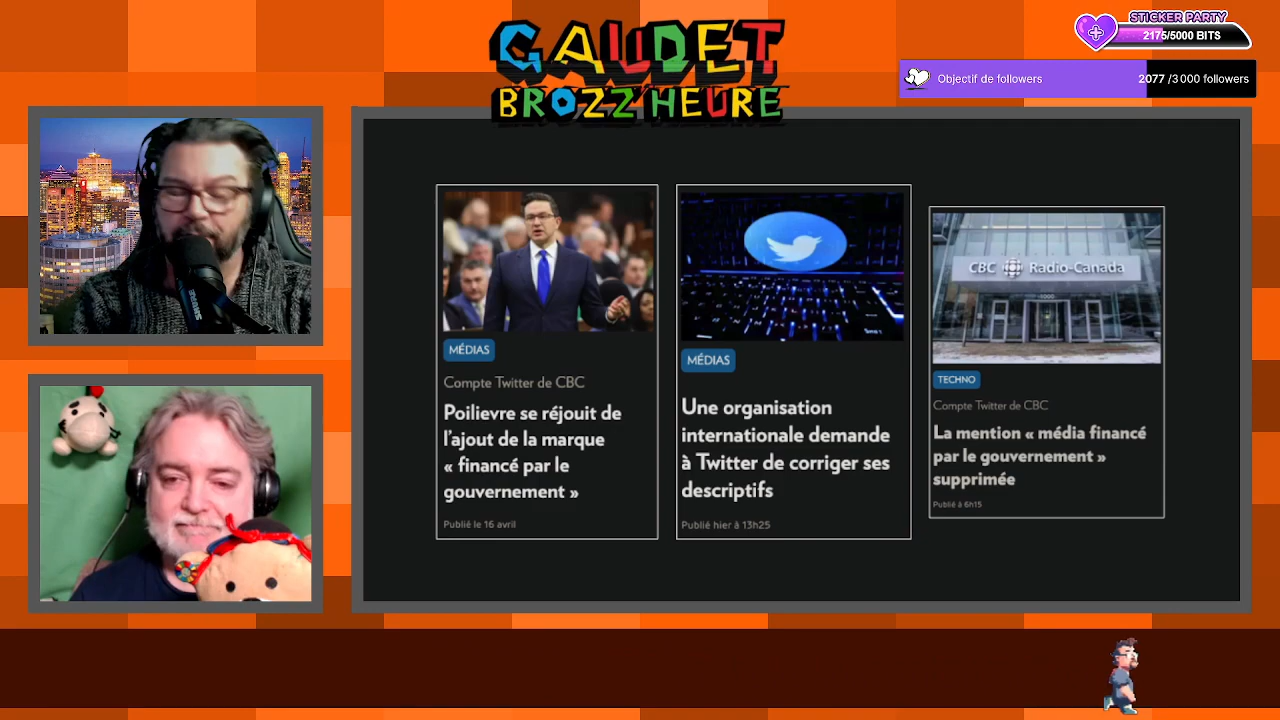 GAUDET
BROZZ'HEURE
STICKER PARTY
2175/5000 BITS
Objectif de followers
2077 /3 000 followers
MÉDIAS
Compte Twitter de CBC
Poilievre se réjouit de
l'ajout de la marque
« financé par le
gouvernement »
Publié le 16 avril
MÉDIAS
Une organisation
internationale demande
à Twitter de corriger ses
descriptifs
Publié hier à 13h25
CBC Radio-Canada
TECHNO
Compte Twitter de CBC
La mention « média financé
par le gouvernement »
supprimée
Publié à 6h15